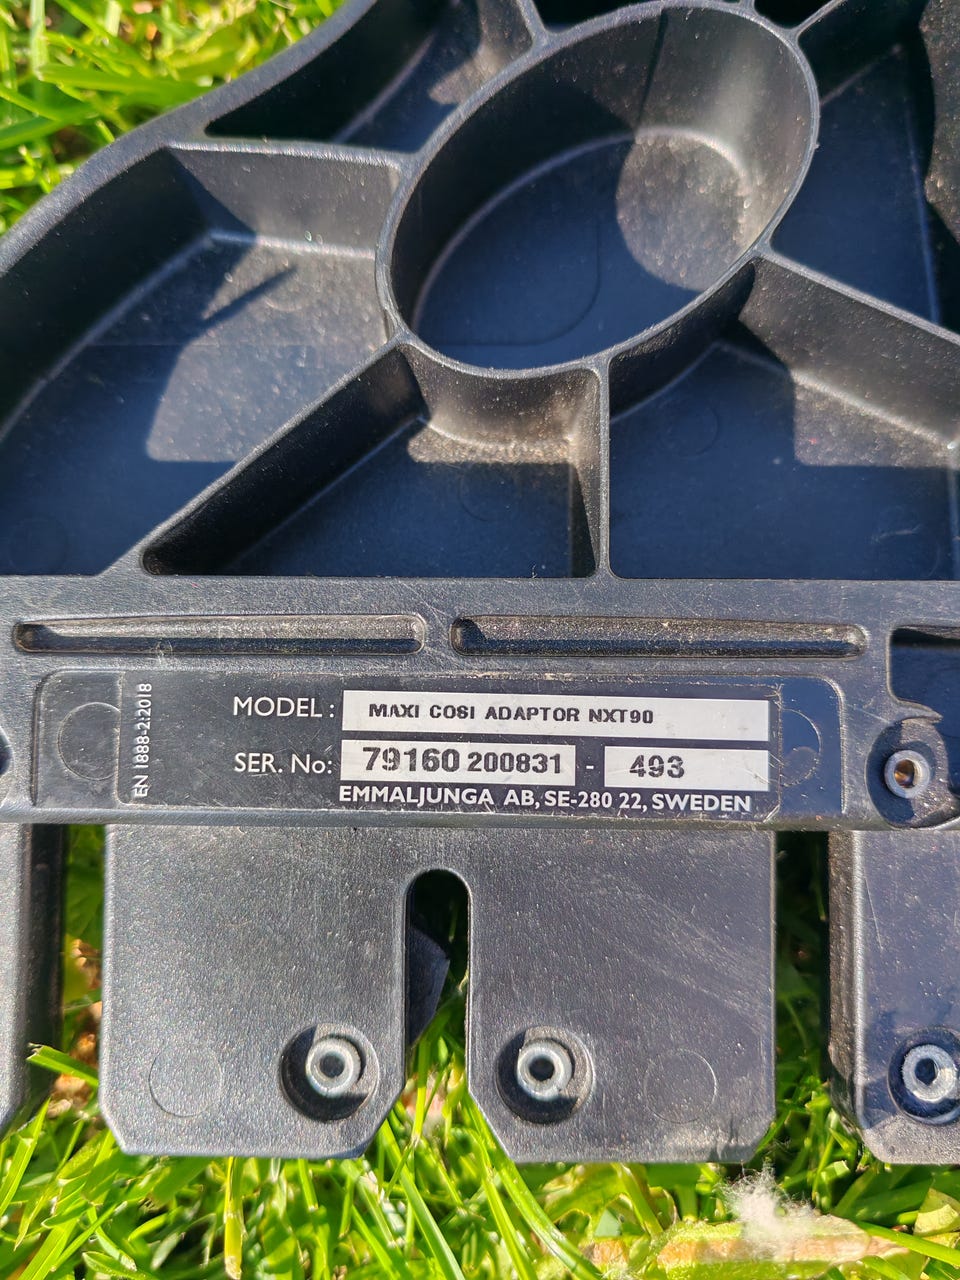 EN 1888-2:2018
MODEL : MAXI COSI ADAPTOR NXT90
SER. No: 79160 200831 - 493
EMMALJUNGA AB, SE-280 22, SWEDEN